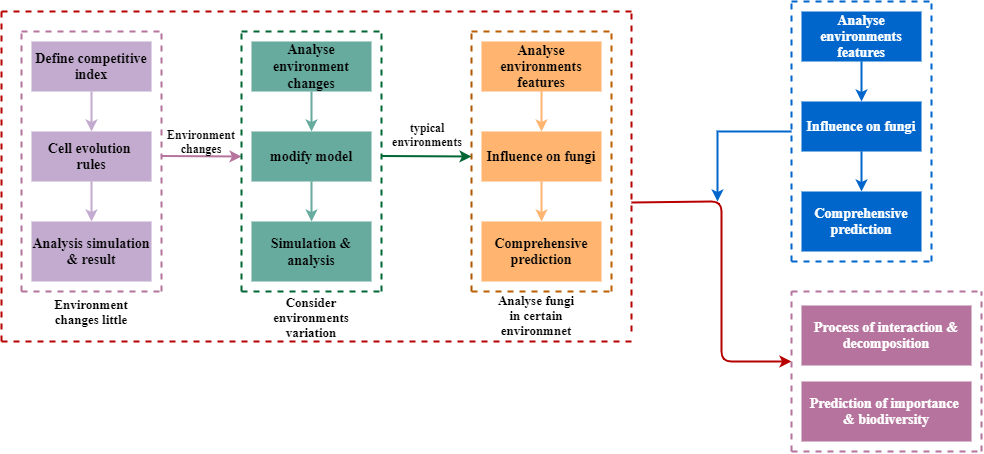 Define competitive
index
Cell evolution
rules
Analysis simulation
& result
Environment
changes little
Environment
changes
Analyse
environment
changes
modify model
Simulation &
analysis
Consider
environments
variation
typical
environments
Analyse
environments
features
Influence on fungi
Comprehensive
prediction
Analyse fungi
in certain
environmnet
Analyse
environments
features
Influence on fungi
Comprehensive
prediction
Process of interaction &
decomposition
Prediction of importance
& biodiversity